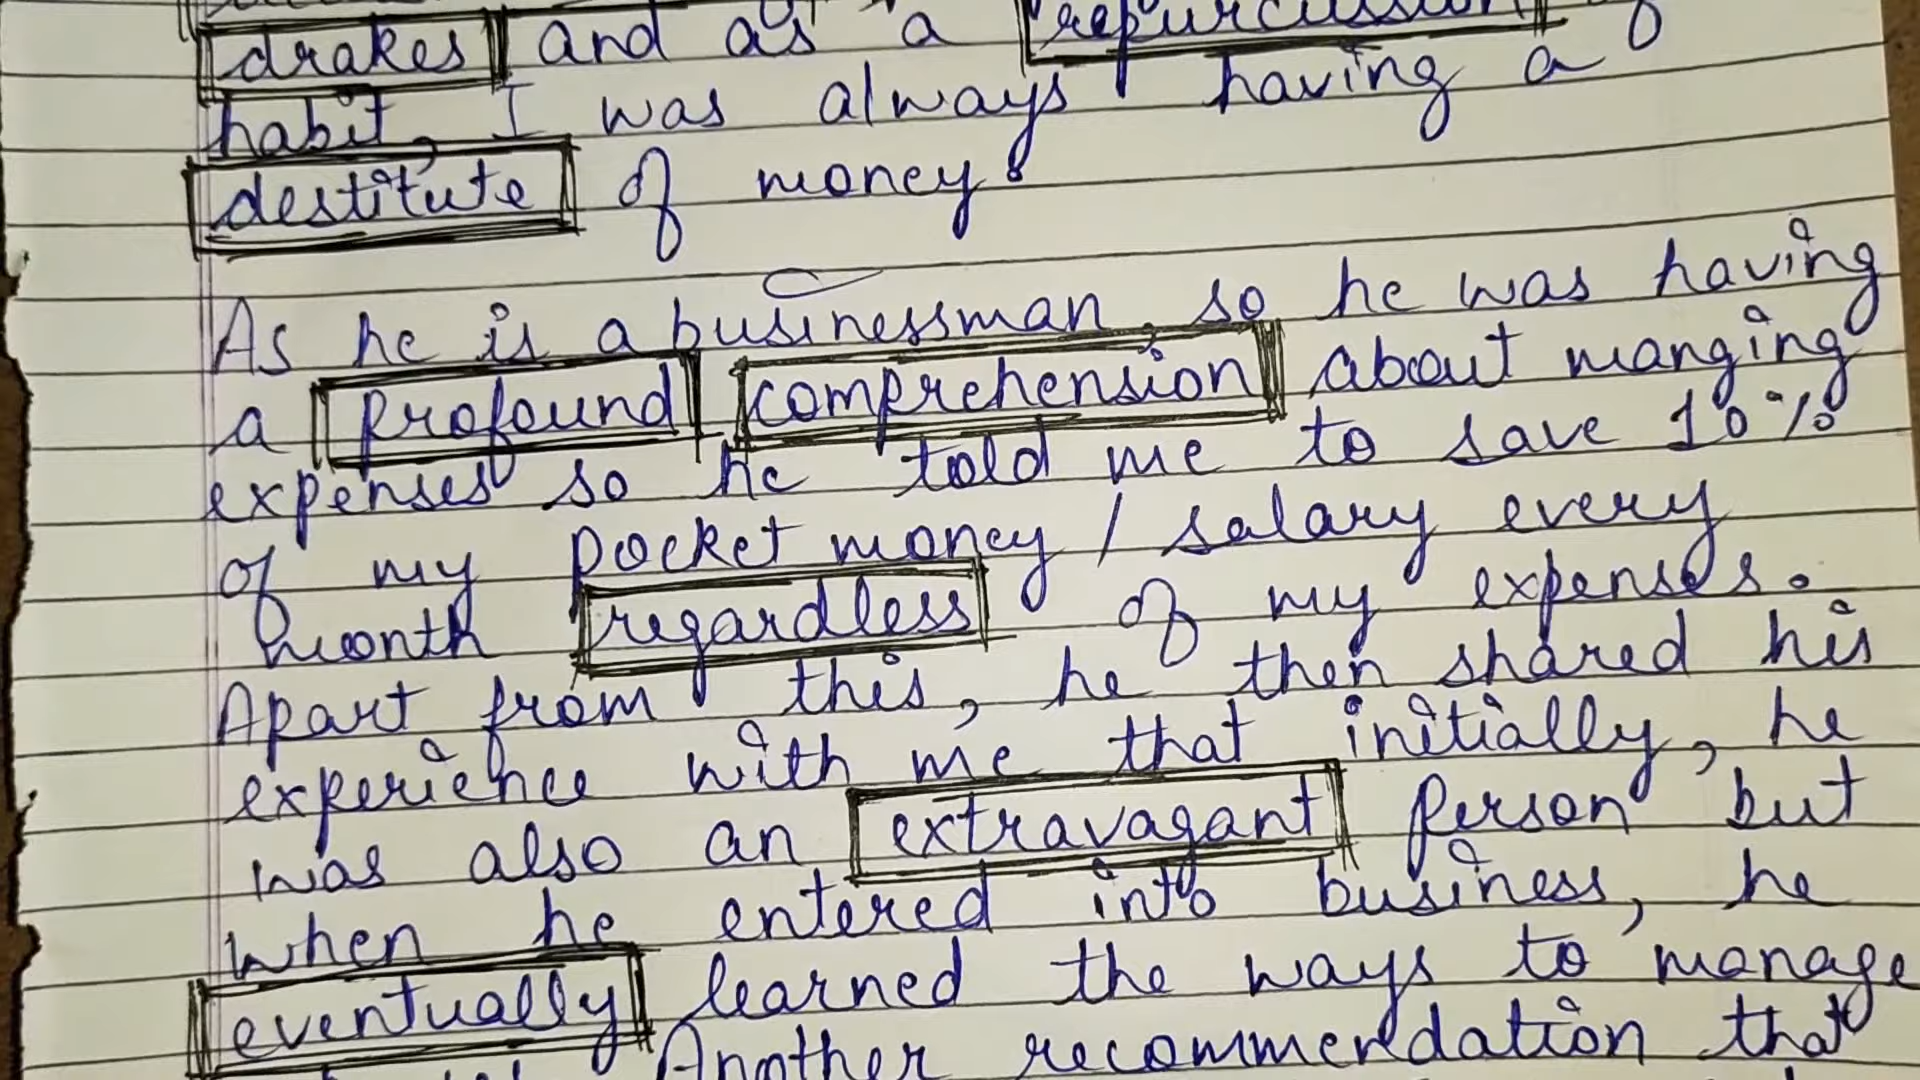 drakes and as a repurcussion of
habit, I was always having a
destitute of money.
As he is a businessman, so he was having
a profound comprehension about manging
expenses so he told me to save 10%
of my pocket money / salary every
month regardless of my expenses.
Apart from this, he then shared his
experience with me that initially, he
was also an extravagant person but
when he entered into business, he
eventually learned the ways to manage
Another recommendation that